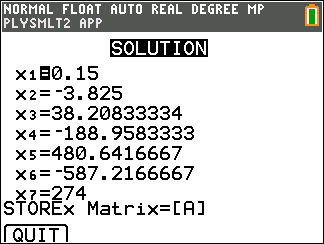 NORMAL FLOAT AUTO REAL DEGREE MP
PLYSMLT2 APP
SOLUTION
x1=0.15
x2=-3.825
x3=38.20833334
x4=-188.9583333
x5=480.6416667
x6=-587.2166667
x7=274
STOREx Matrix=[A]
QUIT